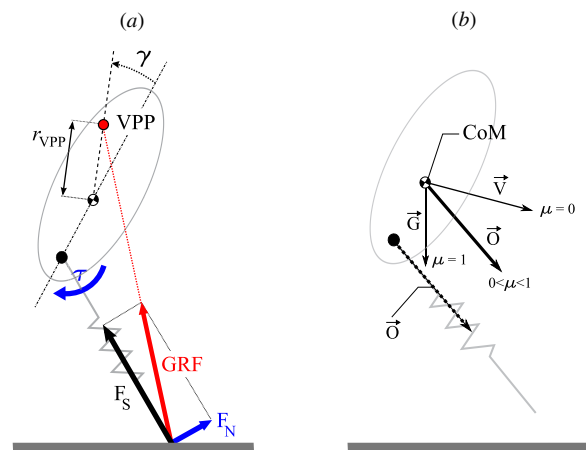 (a)
(b)
γ
VPP
r_VPP
CoM
V⃗
μ = 0
G⃗
O⃗
μ = 1
0<μ<1
τ
O⃗
GRF
F_S
F_N